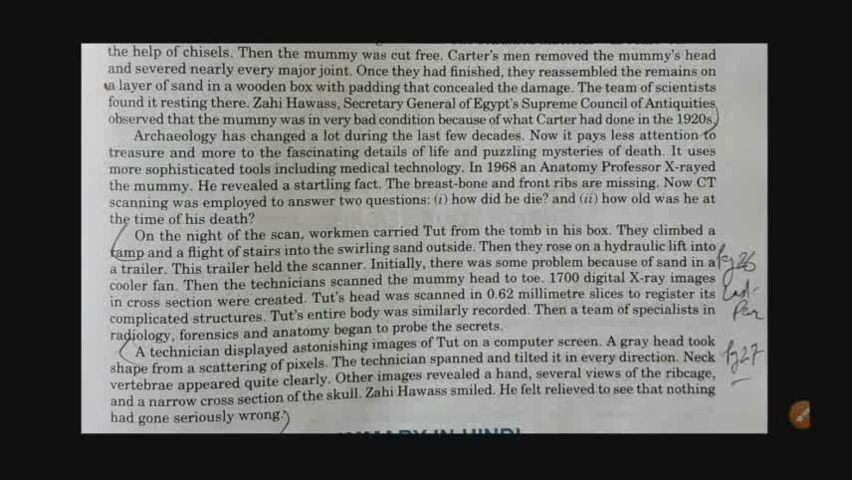 the help of chisels. Then the mummy was cut free. Carter's men removed the mummy's head
and severed nearly every major joint. Once they had finished, they reassembled the remains on
a layer of sand in a wooden box with padding that concealed the damage. The team of scientists
found it resting there. Zahi Hawass, Secretary General of Egypt's Supreme Council of Antiquities
observed that the mummy was in very bad condition because of what Carter had done in the 1920s.
Archaeology has changed a lot during the last few decades. Now it pays less attention to
treasure and more to the fascinating details of life and puzzling mysteries of death. It uses
more sophisticated tools including medical technology. In 1968 an Anatomy Professor X-rayed
the mummy. He revealed a startling fact. The breast-bone and front ribs are missing. Now CT
scanning was employed to answer two questions: (i) how did he die? and (ii) how old was he at
the time of his death?
On the night of the scan, workmen carried Tut from the tomb in his box. They climbed a
ramp and a flight of stairs into the swirling sand outside. Then they rose on a hydraulic lift into
a trailer. This trailer held the scanner. Initially, there was some problem because of sand in a
cooler fan. Then the technicians scanned the mummy head to toe. 1700 digital X-ray images
in cross section were created. Tut's head was scanned in 0.62 millimetre slices to register its
complicated structures. Tut's entire body was similarly recorded. Then a team of specialists in
radiology, forensics and anatomy began to probe the secrets.
A technician displayed astonishing images of Tut on a computer screen. A gray head took
shape from a scattering of pixels. The technician spanned and tilted it in every direction. Neck
vertebrae appeared quite clearly. Other images revealed a hand, several views of the ribcage,
and a narrow cross section of the skull. Zahi Hawass smiled. He felt relieved to see that nothing
had gone seriously wrong.
IN HINDI
pg 26
Par
pg 27